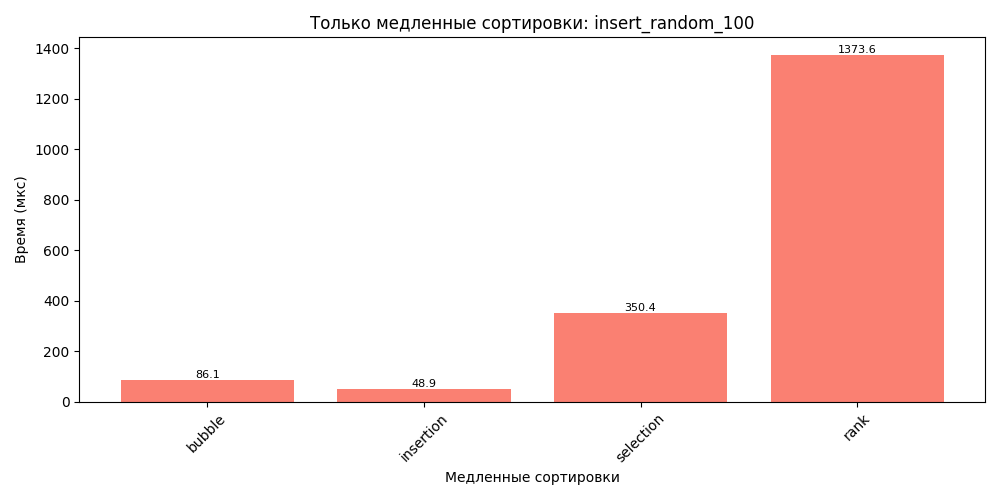 Только медленные сортировки: insert_random_100
Время (мкс)
1400
1200
1000
800
600
400
200
0
86.1
48.9
350.4
1373.6
bubble
insertion
selection
rank
Медленные сортировки